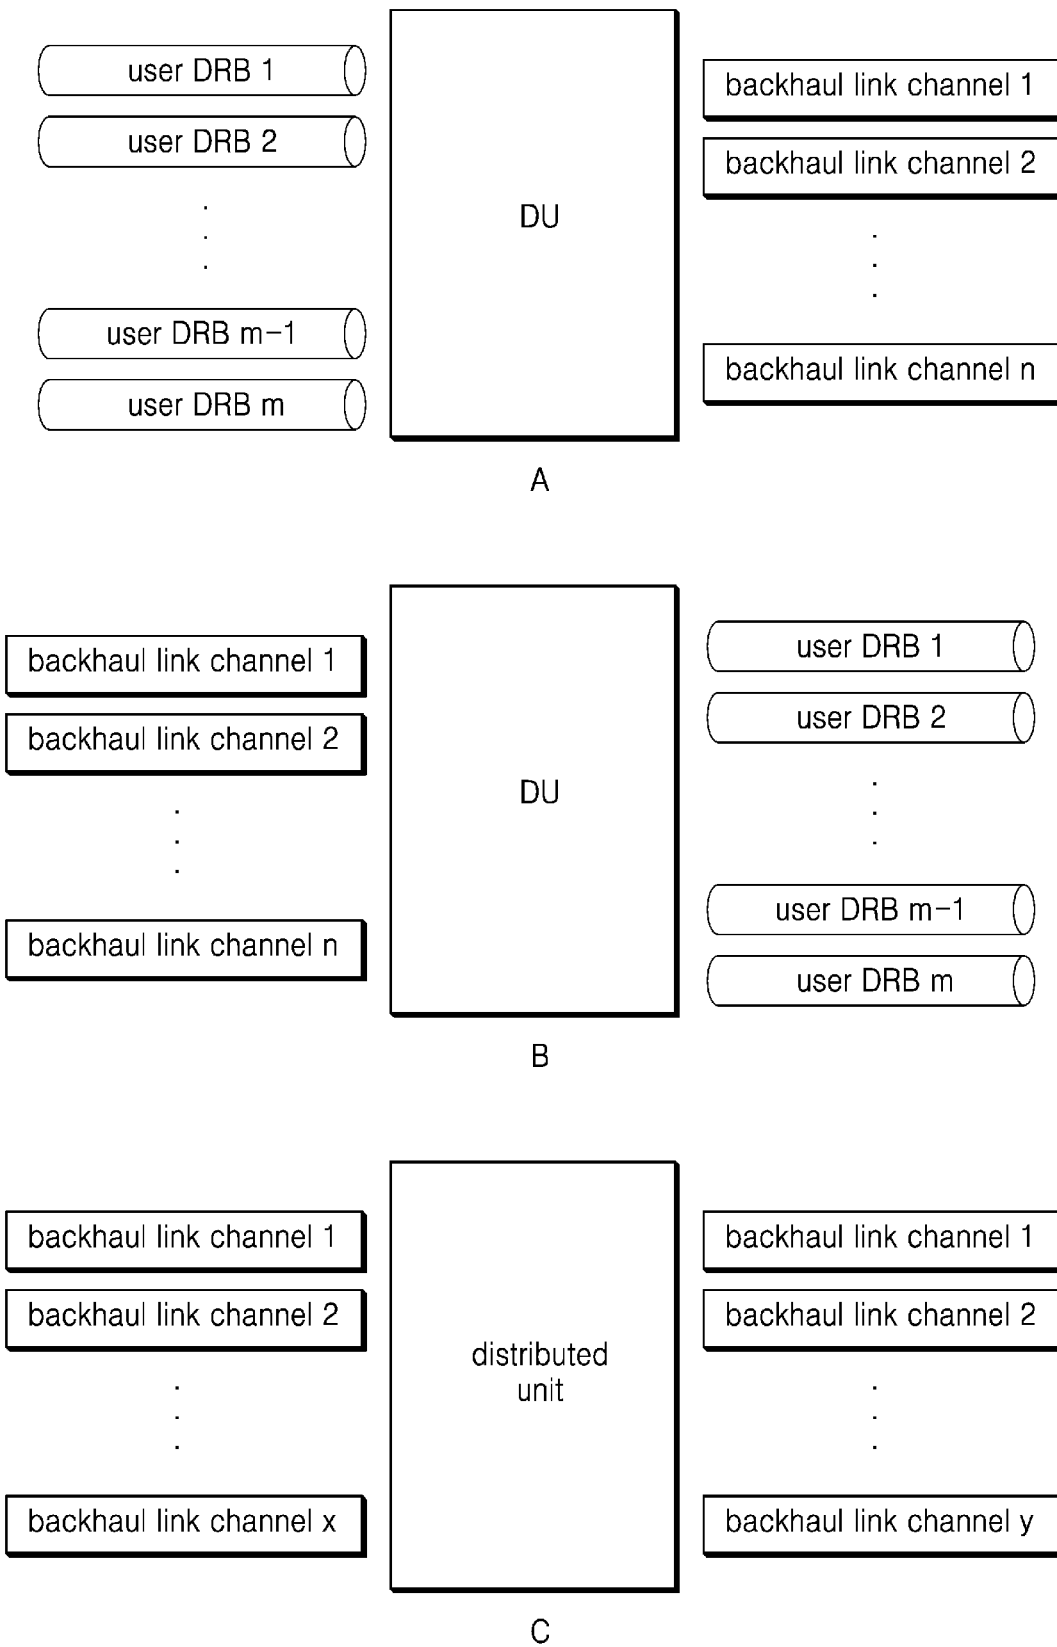 user DRB 1
user DRB 2
user DRB m-1
user DRB m
DU
backhaul link channel 1
backhaul link channel 2
backhaul link channel n
A
backhaul link channel 1
backhaul link channel 2
backhaul link channel n
DU
user DRB 1
user DRB 2
user DRB m-1
user DRB m
B
backhaul link channel 1
backhaul link channel 2
backhaul link channel x
distributed
unit
backhaul link channel 1
backhaul link channel 2
backhaul link channel y
C